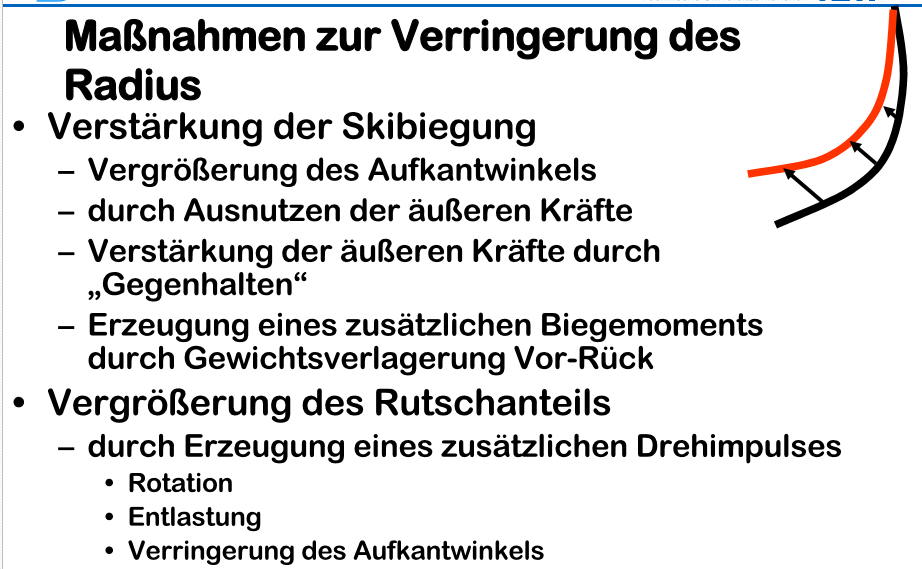 Maßnahmen zur Verringerung des
Radius
• Verstärkung der Skibiegung
– Vergrößerung des Aufkantwinkels
– durch Ausnutzen der äußeren Kräfte
– Verstärkung der äußeren Kräfte durch
„Gegenhalten“
– Erzeugung eines zusätzlichen Biegemoments
durch Gewichtsverlagerung Vor-Rück
• Vergrößerung des Rutschanteils
– durch Erzeugung eines zusätzlichen Drehimpulses
• Rotation
• Entlastung
• Verringerung des Aufkantwinkels